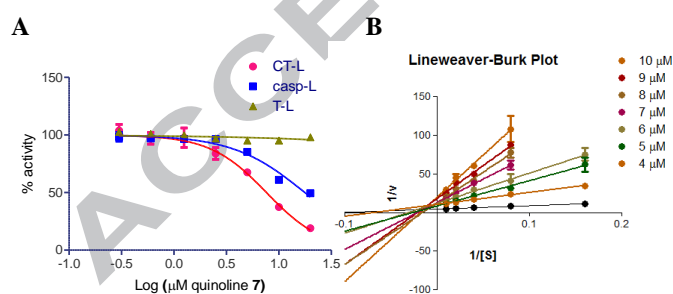 A
B
ACCE
CT-L
casp-L
T-L
150
100
50
0
% activity
-1.0
-0.5
0.0
0.5
1.0
1.5
Log (μM quinoline 7)
Lineweaver-Burk Plot
150
100
50
-50
-100
1/v
-0.1
0.1
0.2
1/[S]
10 μM
9 μM
8 μM
7 μM
6 μM
5 μM
4 μM